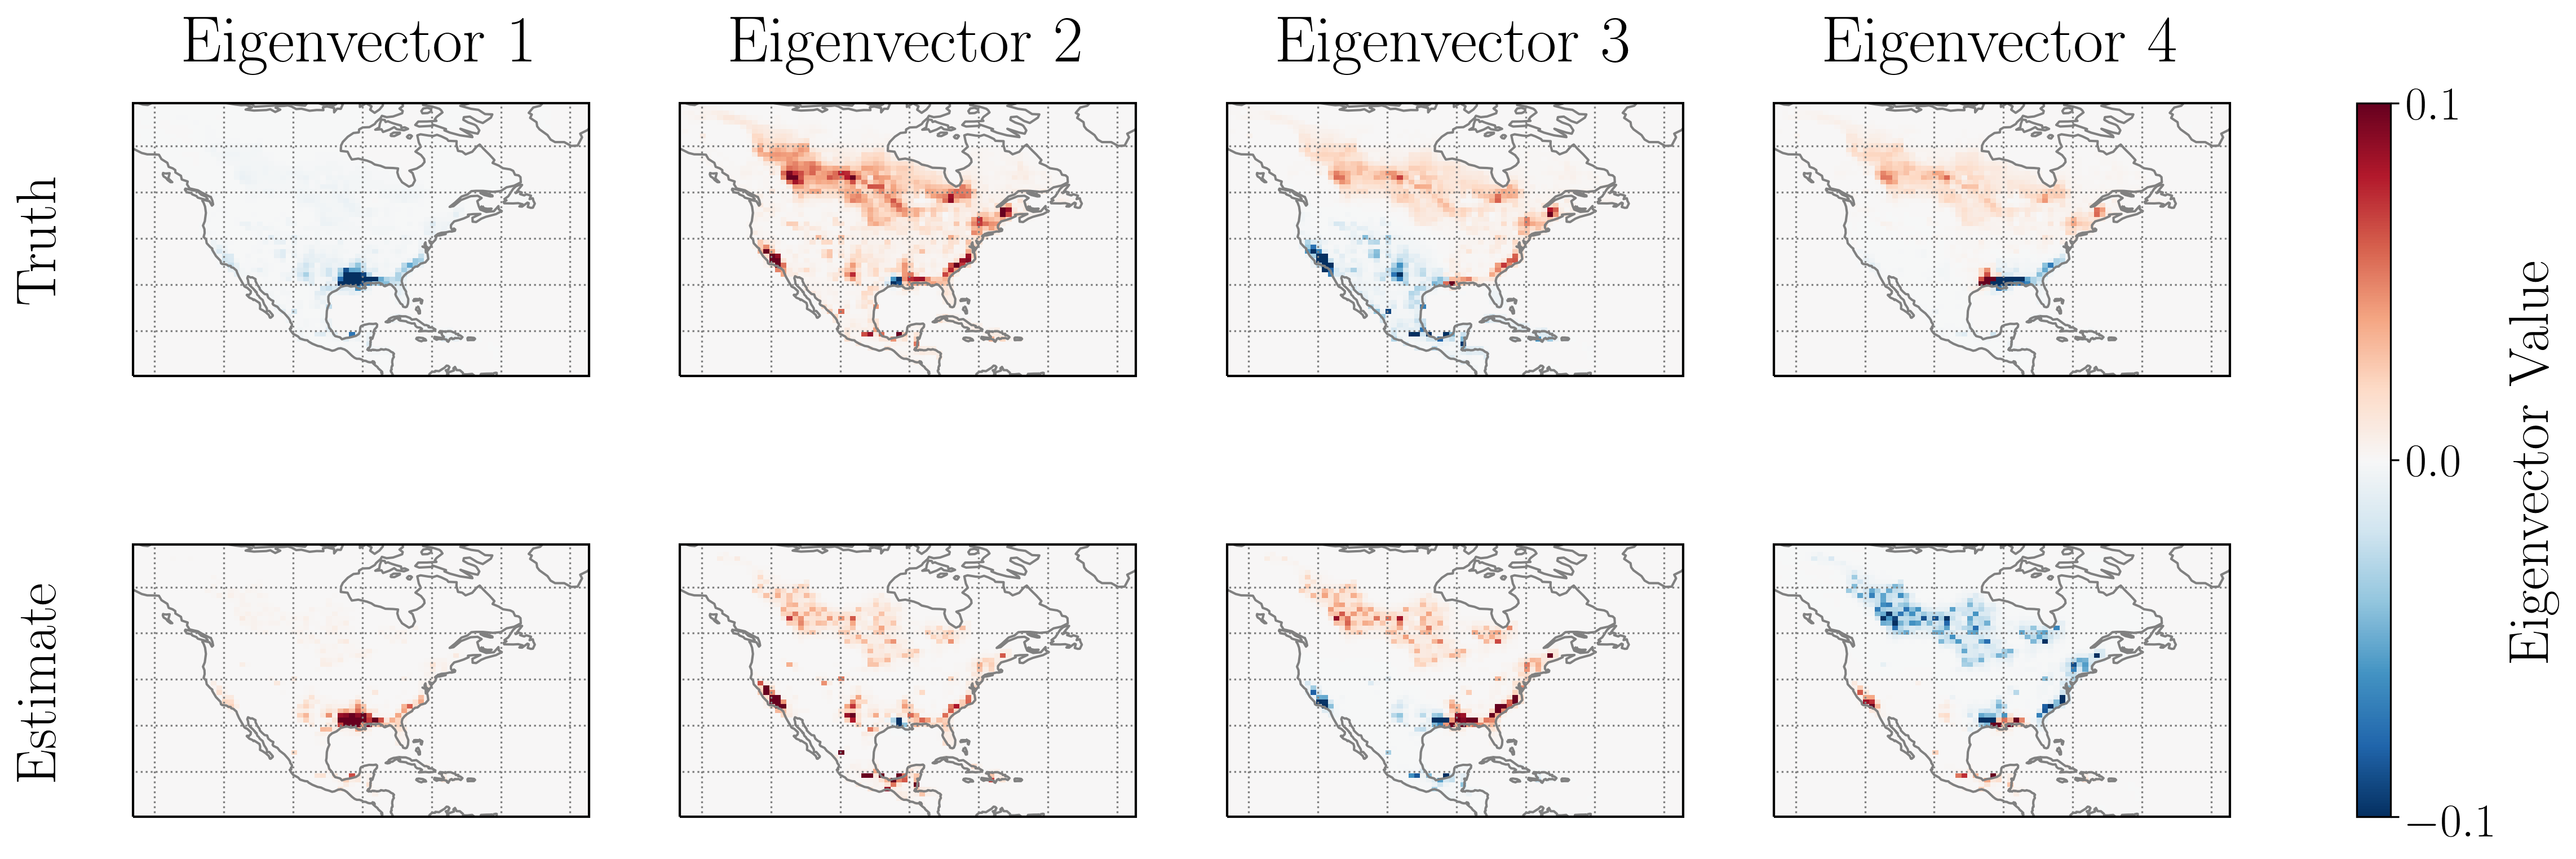 Eigenvector 1
Eigenvector 2
Eigenvector 3
Eigenvector 4
Truth
Estimate
0.1
0.0
−0.1
Eigenvector Value